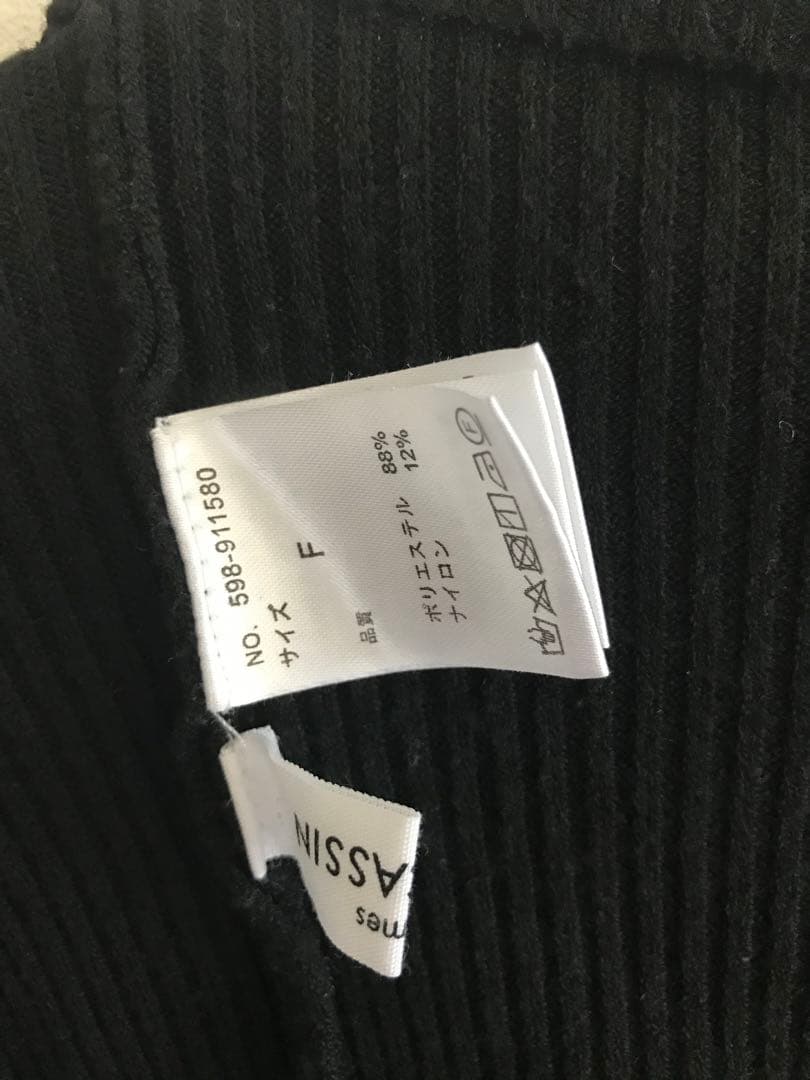 NO. 598-911580
サイズ F
品質
ポリエステル 88%
ナイロン 12%
F
ASSIN
mes